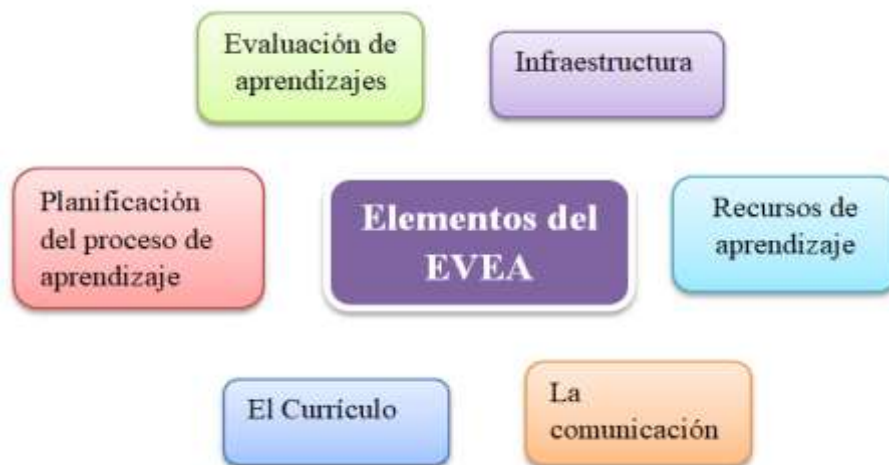 Evaluación de
aprendizajes
Infraestructura
Planificación
del proceso de
aprendizaje
Elementos del
EVEA
Recursos de
aprendizaje
El Currículo
La
comunicación